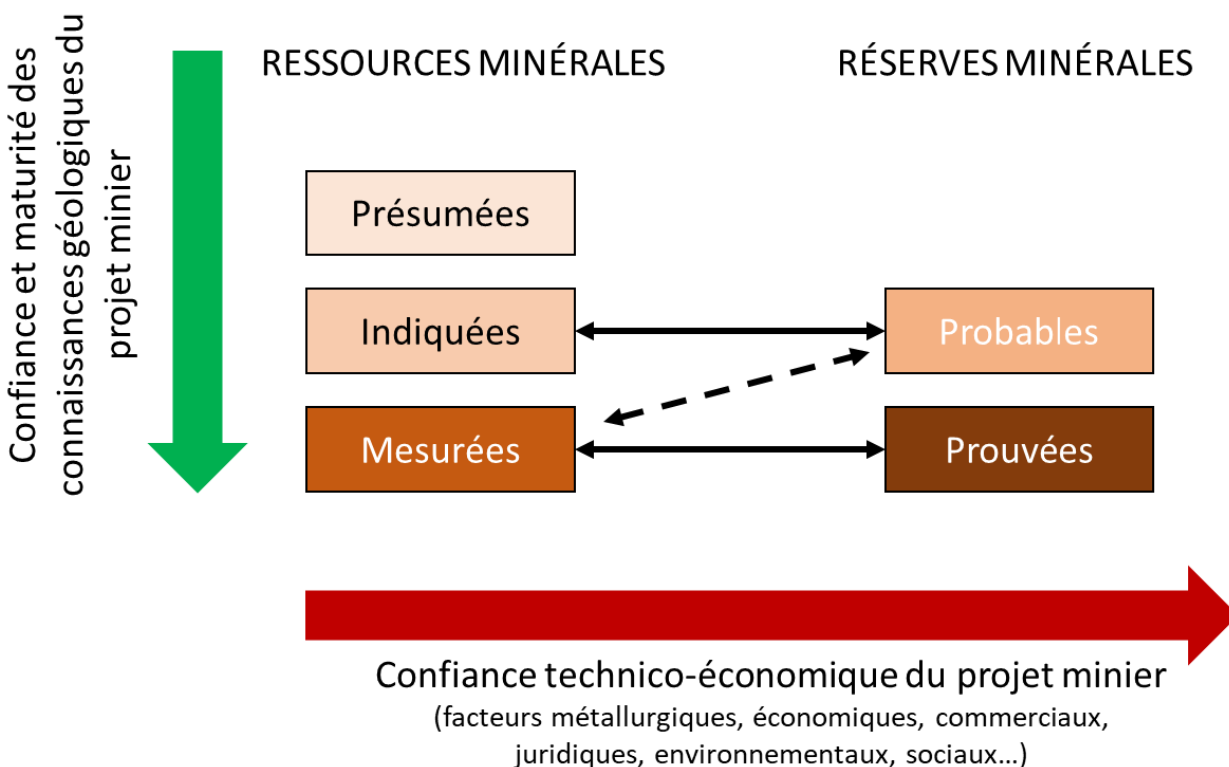 Confiance et maturité des
connaissances géologiques du
projet minier
RESSOURCES MINÉRALES
RÉSERVES MINÉRALES
Présumées
Indiquées
Probables
Mesurées
Prouvées
Confiance technico-économique du projet minier
(facteurs métallurgiques, économiques, commerciaux,
juridiques, environnementaux, sociaux…)